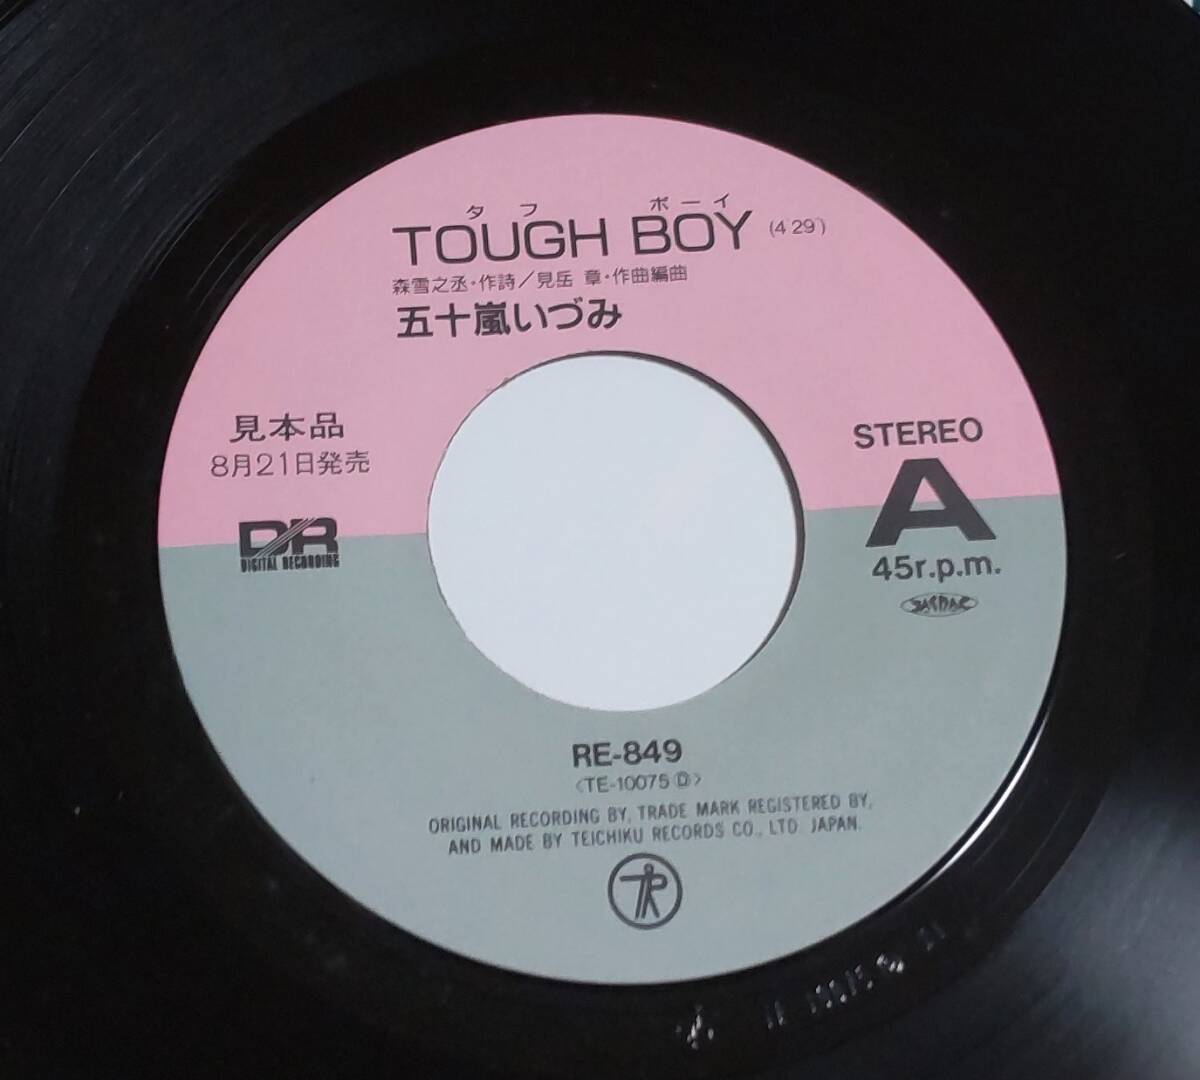 タフ ボーイ
TOUGH BOY (4'29")
森雪之丞・作詩/見岳 章・作曲編曲
五十嵐いづみ
見本品
8月21日発売
DR
DIGITAL RECORDING
STEREO
A
45r.p.m.
JASRAC
RE-849
〈TE-10075 D〉
ORIGINAL RECORDING BY, TRADE MARK REGISTERED BY,
AND MADE BY TEICHIKU RECORDS CO., LTD. JAPAN.